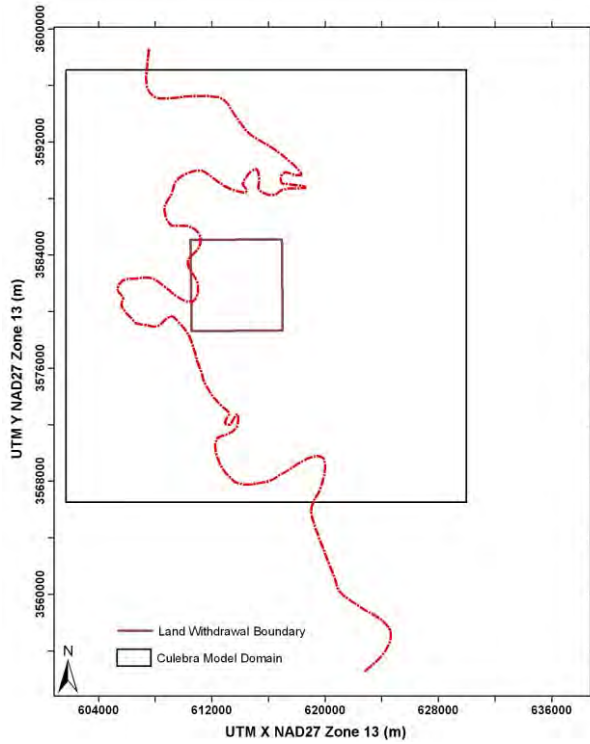 3600000
3592000
3584000
3576000
3568000
3560000
UTM Y NAD27 Zone 13 (m)
Land Withdrawal Boundary
Culebra Model Domain
N
604000 612000 620000 628000 636000
UTM X NAD27 Zone 13 (m)